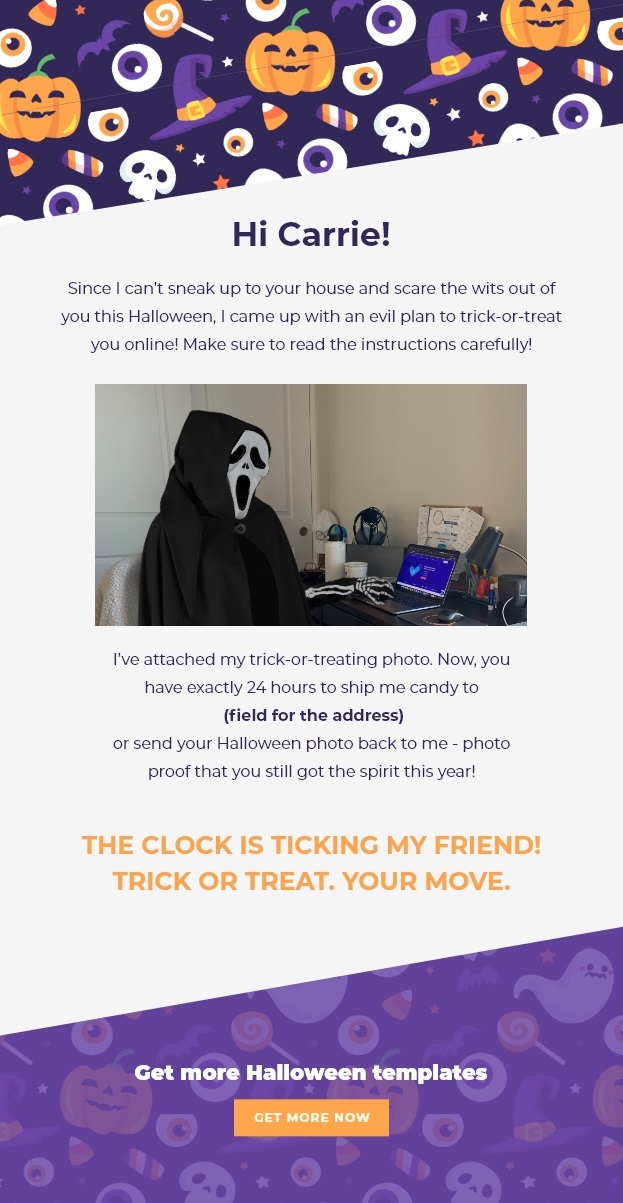 Hi Carrie!
Since I can’t sneak up to your house and scare the wits out of
you this Halloween, I came up with an evil plan to trick-or-treat
you online! Make sure to read the instructions carefully!
I’ve attached my trick-or-treating photo. Now, you
have exactly 24 hours to ship me candy to
(field for the address)
or send your Halloween photo back to me - photo
proof that you still got the spirit this year!
THE CLOCK IS TICKING MY FRIEND!
TRICK OR TREAT. YOUR MOVE.
Get more Halloween templates
GET MORE NOW